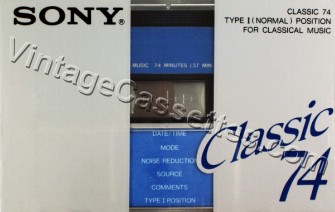 SONY®
CLASSIC 74
TYPE I (NORMAL) POSITION
FOR CLASSICAL MUSIC
MUSIC 74 MINUTES (37 MIN
VintageCassettes.com
DATE/TIME
MODE
NOISE REDUCTION
SOURCE
COMMENTS
TYPE I POSITION
Classic
74